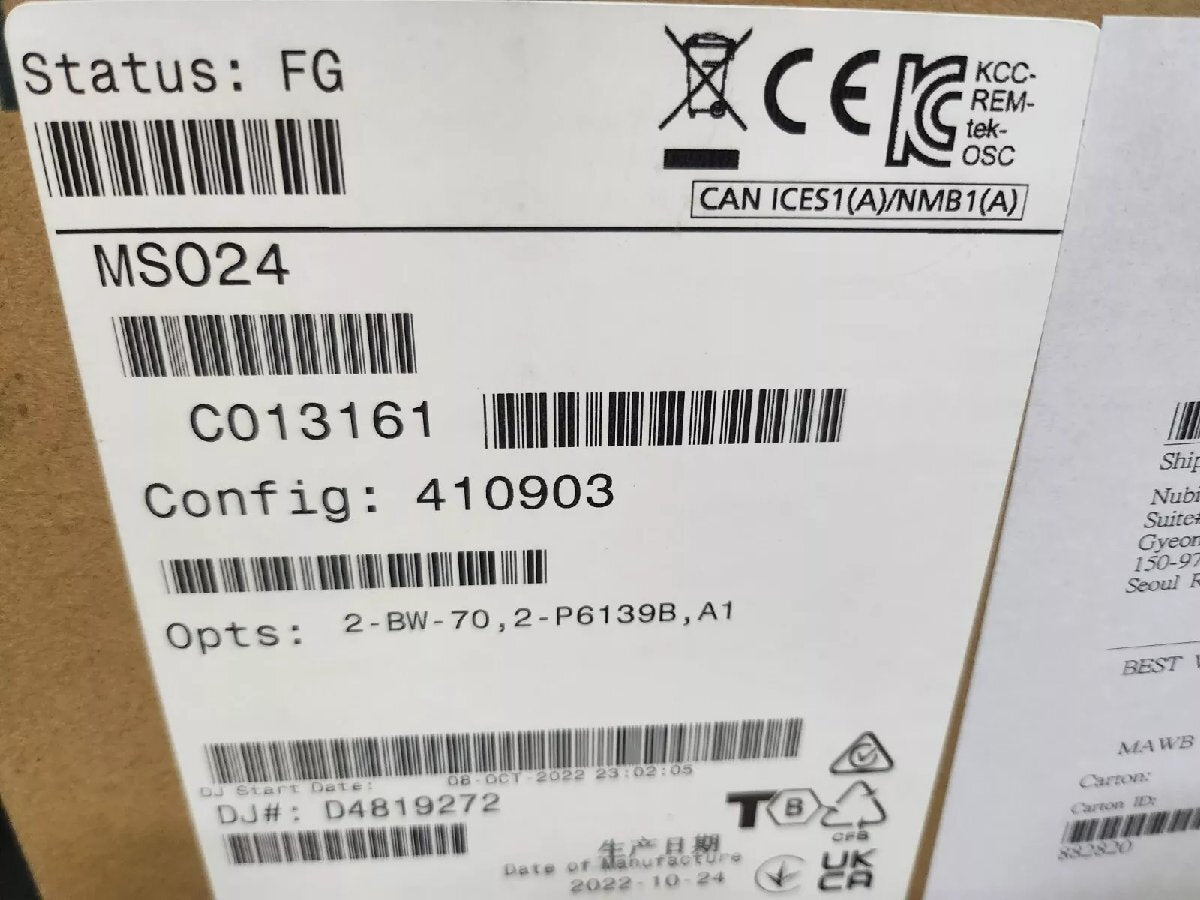 Status: FG
CE
KCC-
REM-
tek-
OSC
CAN ICES1(A)/NMB1(A)
MSO24
C013161
Config: 410903
Opts: 2-BW-70,2-P6139B,A1
DJ Start Date: 08-OCT-2022 23:02:05
DJ#: D4819272
T B
生产日期
Date of Manufacture
2022-10-24
UK
CA
Ship
Nubi
Suite#
Gyeon
150-97
Seoul R
BEST
MAWB
Carton:
Carton ID:
882820